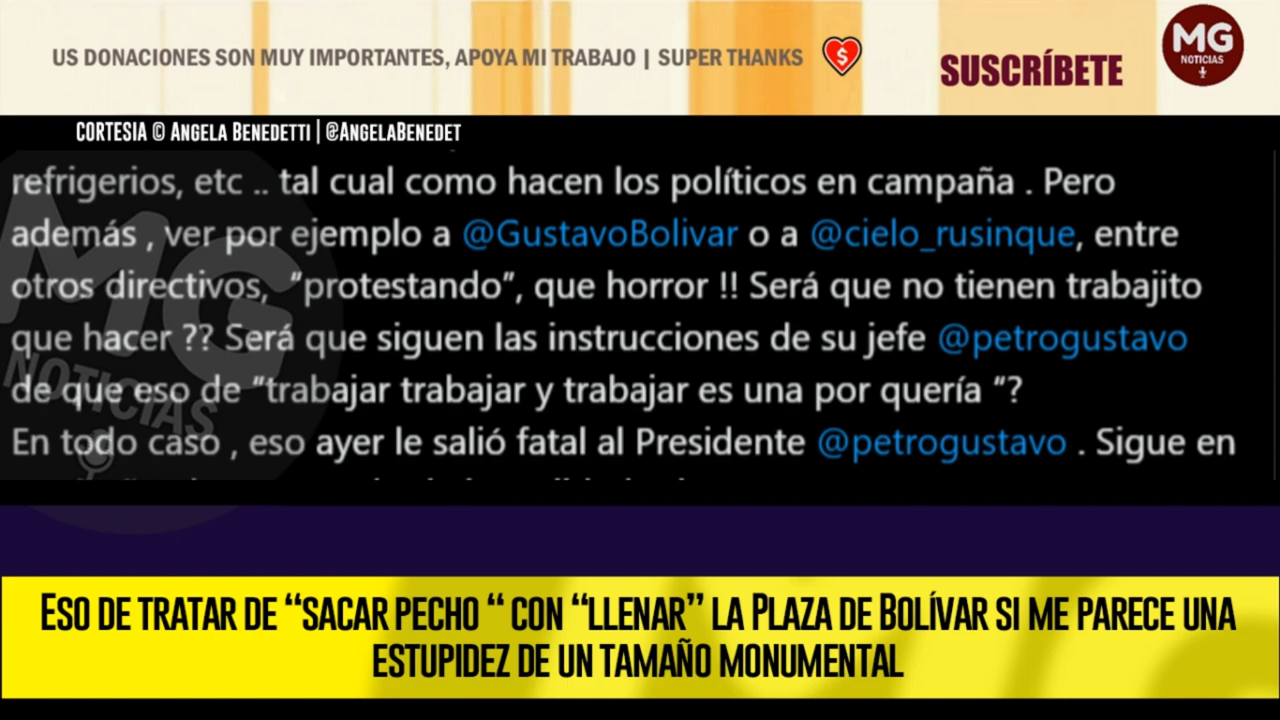 US DONACIONES SON MUY IMPORTANTES, APOYA MI TRABAJO | SUPER THANKS
SUSCRÍBETE
MG
NOTICIAS
CORTESIA © ANGELA BENEDETTI | @ANGELABENEDET
refrigerios, etc .. tal cual como hacen los políticos en campaña . Pero
además , ver por ejemplo a @GustavoBolivar o a @cielo_rusinque, entre
otros directivos, "protestando", que horror !! Será que no tienen trabajito
que hacer ?? Será que siguen las instrucciones de su jefe @petrogustavo
de que eso de "trabajar trabajar y trabajar es una por quería "?
En todo caso , eso ayer le salió fatal al Presidente @petrogustavo . Sigue en
MG
NOTICIAS
ESO DE TRATAR DE “SACAR PECHO “ CON “LLENAR” LA PLAZA DE BOLÍVAR SI ME PARECE UNA
ESTUPIDEZ DE UN TAMAÑO MONUMENTAL